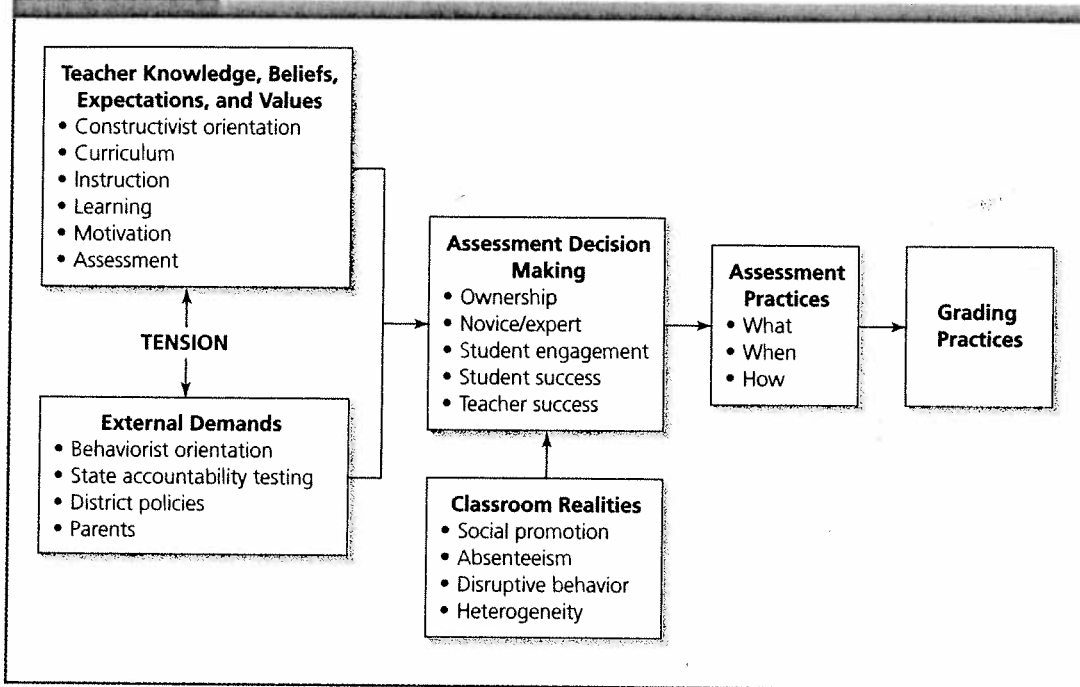 Teacher Knowledge, Beliefs,
Expectations, and Values
• Constructivist orientation
• Curriculum
• Instruction
• Learning
• Motivation
• Assessment
TENSION
External Demands
• Behaviorist orientation
• State accountability testing
• District policies
• Parents
Assessment Decision
Making
• Ownership
• Novice/expert
• Student engagement
• Student success
• Teacher success
Classroom Realities
• Social promotion
• Absenteeism
• Disruptive behavior
• Heterogeneity
Assessment
Practices
• What
• When
• How
Grading
Practices